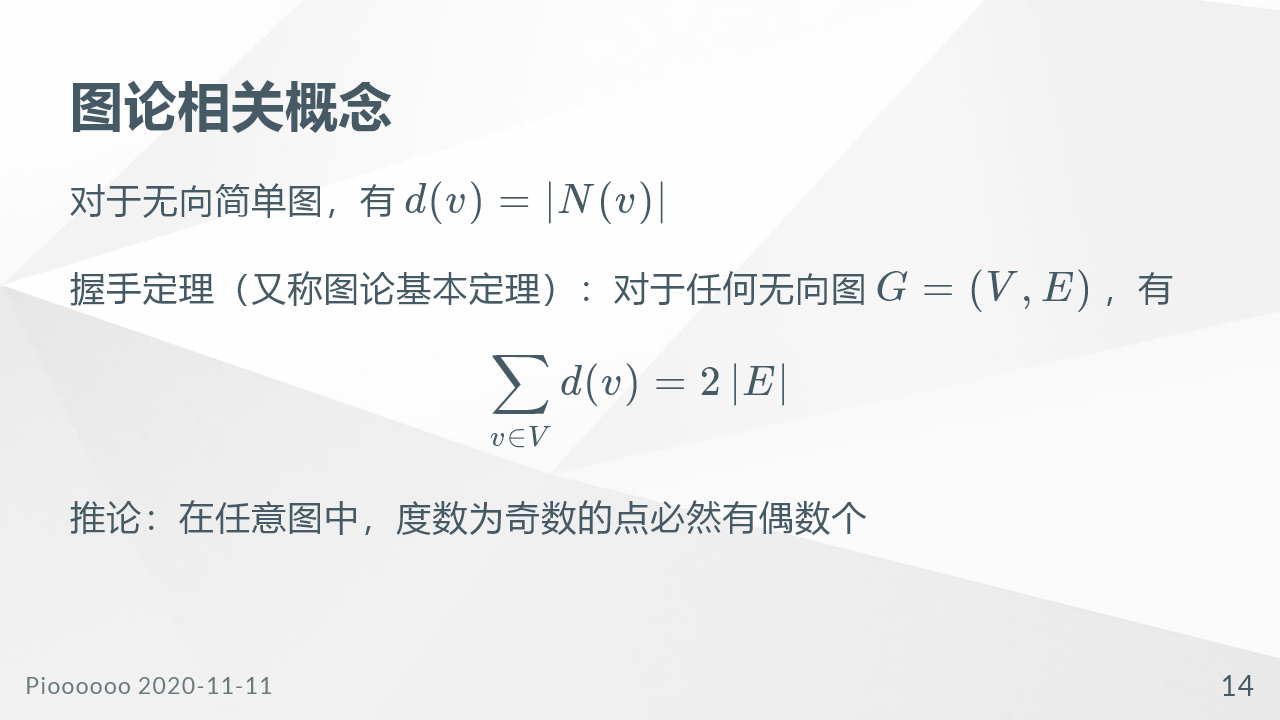 图论相关概念
对于无向简单图，有 d(v) = |N(v)|
握手定理（又称图论基本定理）：对于任何无向图 G = (V, E) ，有
∑_{v∈V} d(v) = 2 |E|
推论：在任意图中，度数为奇数的点必然有偶数个
Pioooooo 2020-11-11
14